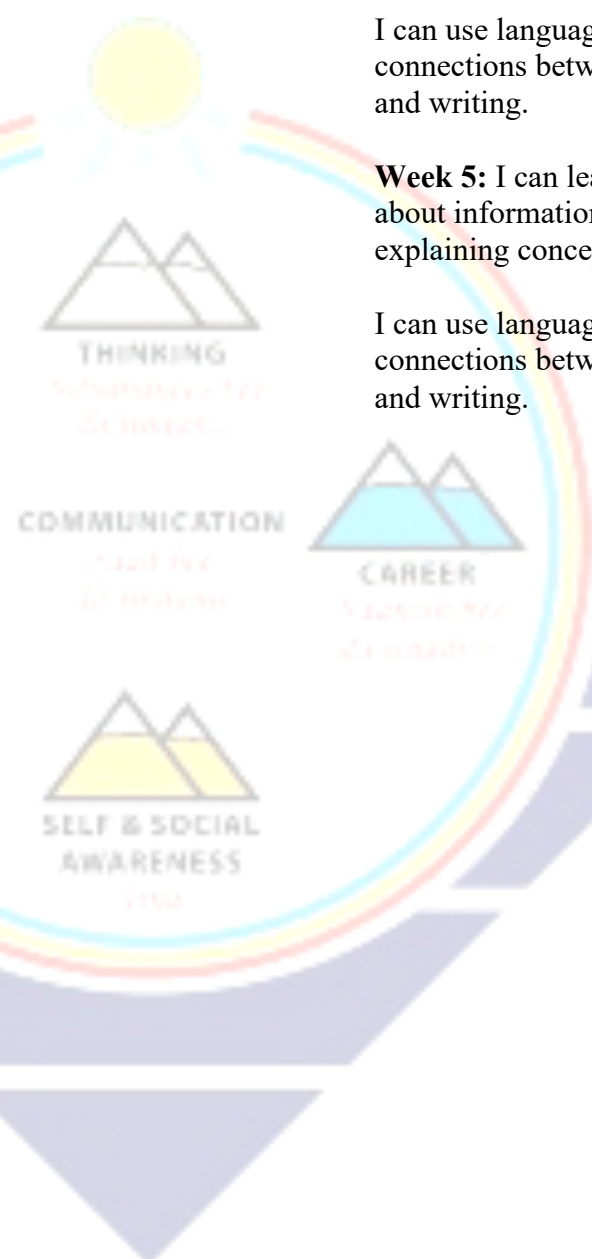 I can use languag
connections betw
and writing.
Week 5: I can lea
about information
explaining conce
I can use languag
connections betw
and writing.
THINKING
COMMUNICATION
CAREER
SELF & SOCIAL
AWARENESS